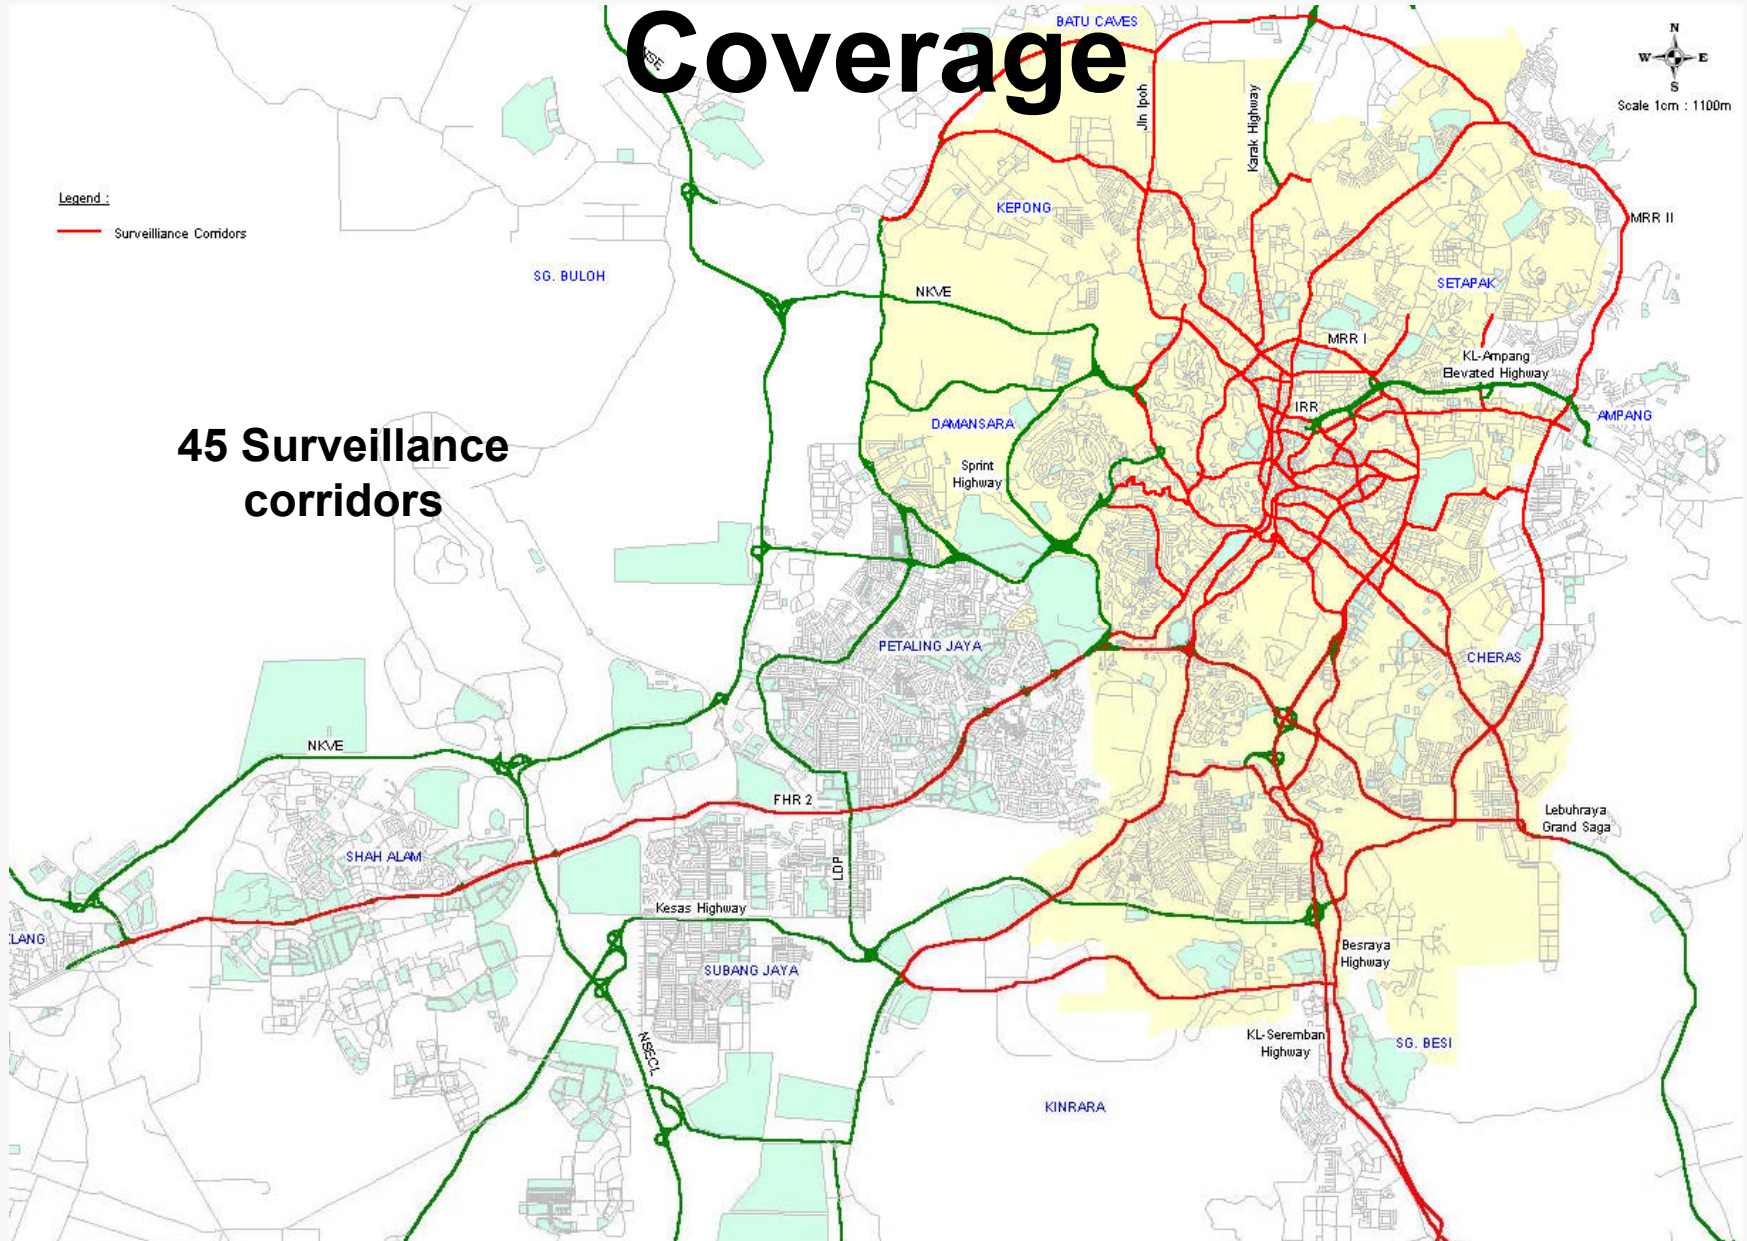 Coverage
BATU CAVES
NSE
N
W E
S
Scale 1cm : 1100m
Jln Ipoh
Karak Highway
Legend :
Surveilliance Corridors
KEPONG
MRR II
SG. BULOH
SETAPAK
NKVE
MRR I
KL-Ampang
Elevated Highway
IRR
AMPANG
DAMANSARA
45 Surveillance
corridors
Sprint
Highway
PETALING JAYA
CHERAS
NKVE
FHR 2
Lebuhraya
Grand Saga
SHAH ALAM
LDP
Kesas Highway
KLANG
SUBANG JAYA
Besraya
Highway
NSECL
KL-Seremban
Highway
SG. BESI
KINRARA